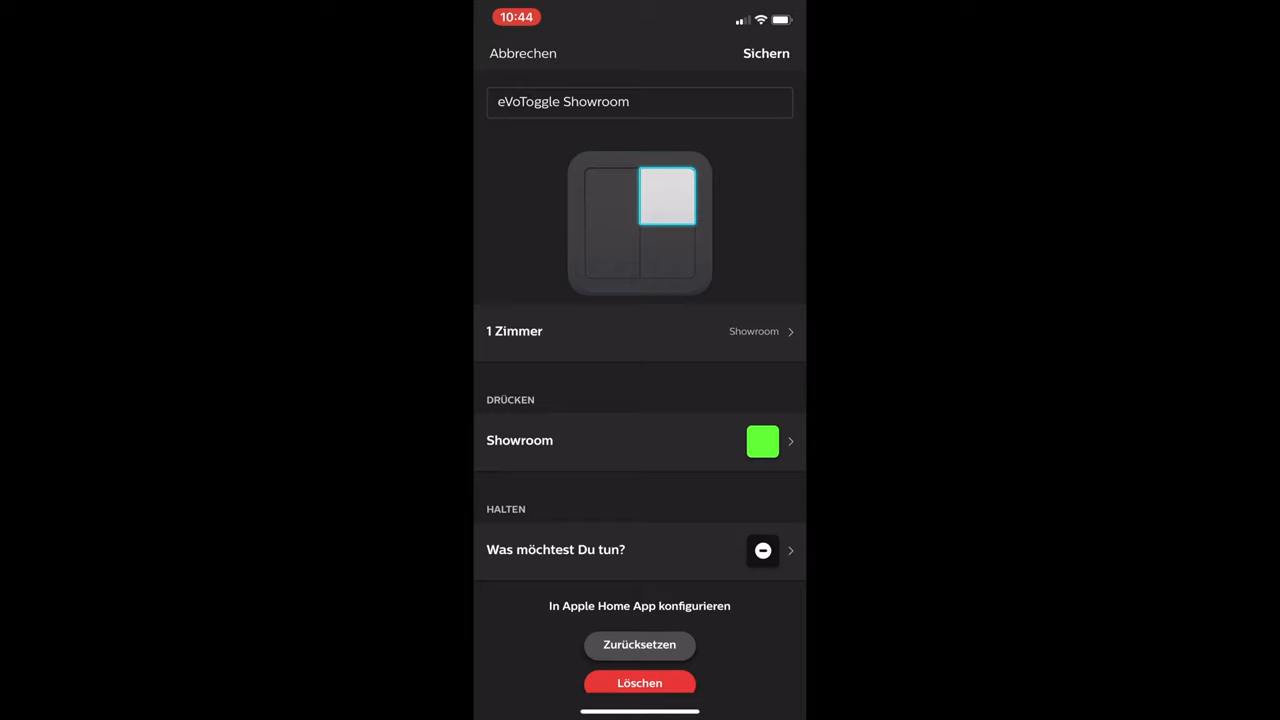 10:44
Abbrechen
Sichern
eVoToggle Showroom
1 Zimmer
Showroom
DRÜCKEN
Showroom
HALTEN
Was möchtest Du tun?
In Apple Home App konfigurieren
Zurücksetzen
Löschen